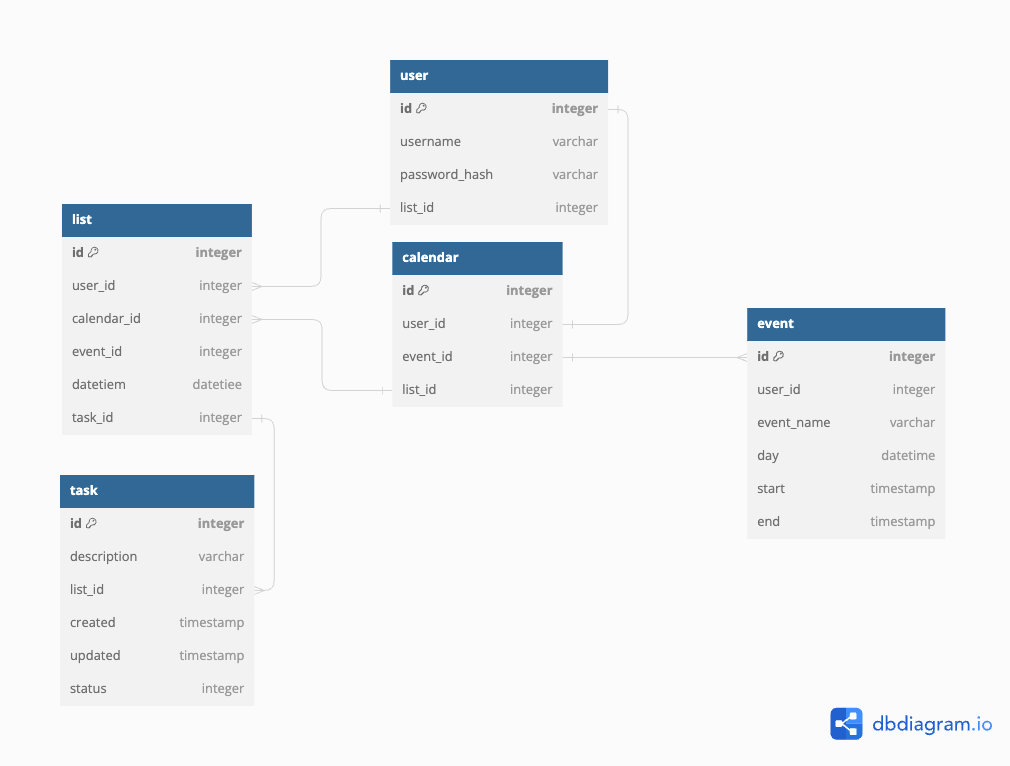 user
id integer
username varchar
password_hash varchar
list_id integer
list
id integer
user_id integer
calendar_id integer
event_id integer
datetiem datetiee
task_id integer
calendar
id integer
user_id integer
event_id integer
list_id integer
event
id integer
user_id integer
event_name varchar
day datetime
start timestamp
end timestamp
task
id integer
description varchar
list_id integer
created timestamp
updated timestamp
status integer
dbdiagram.io